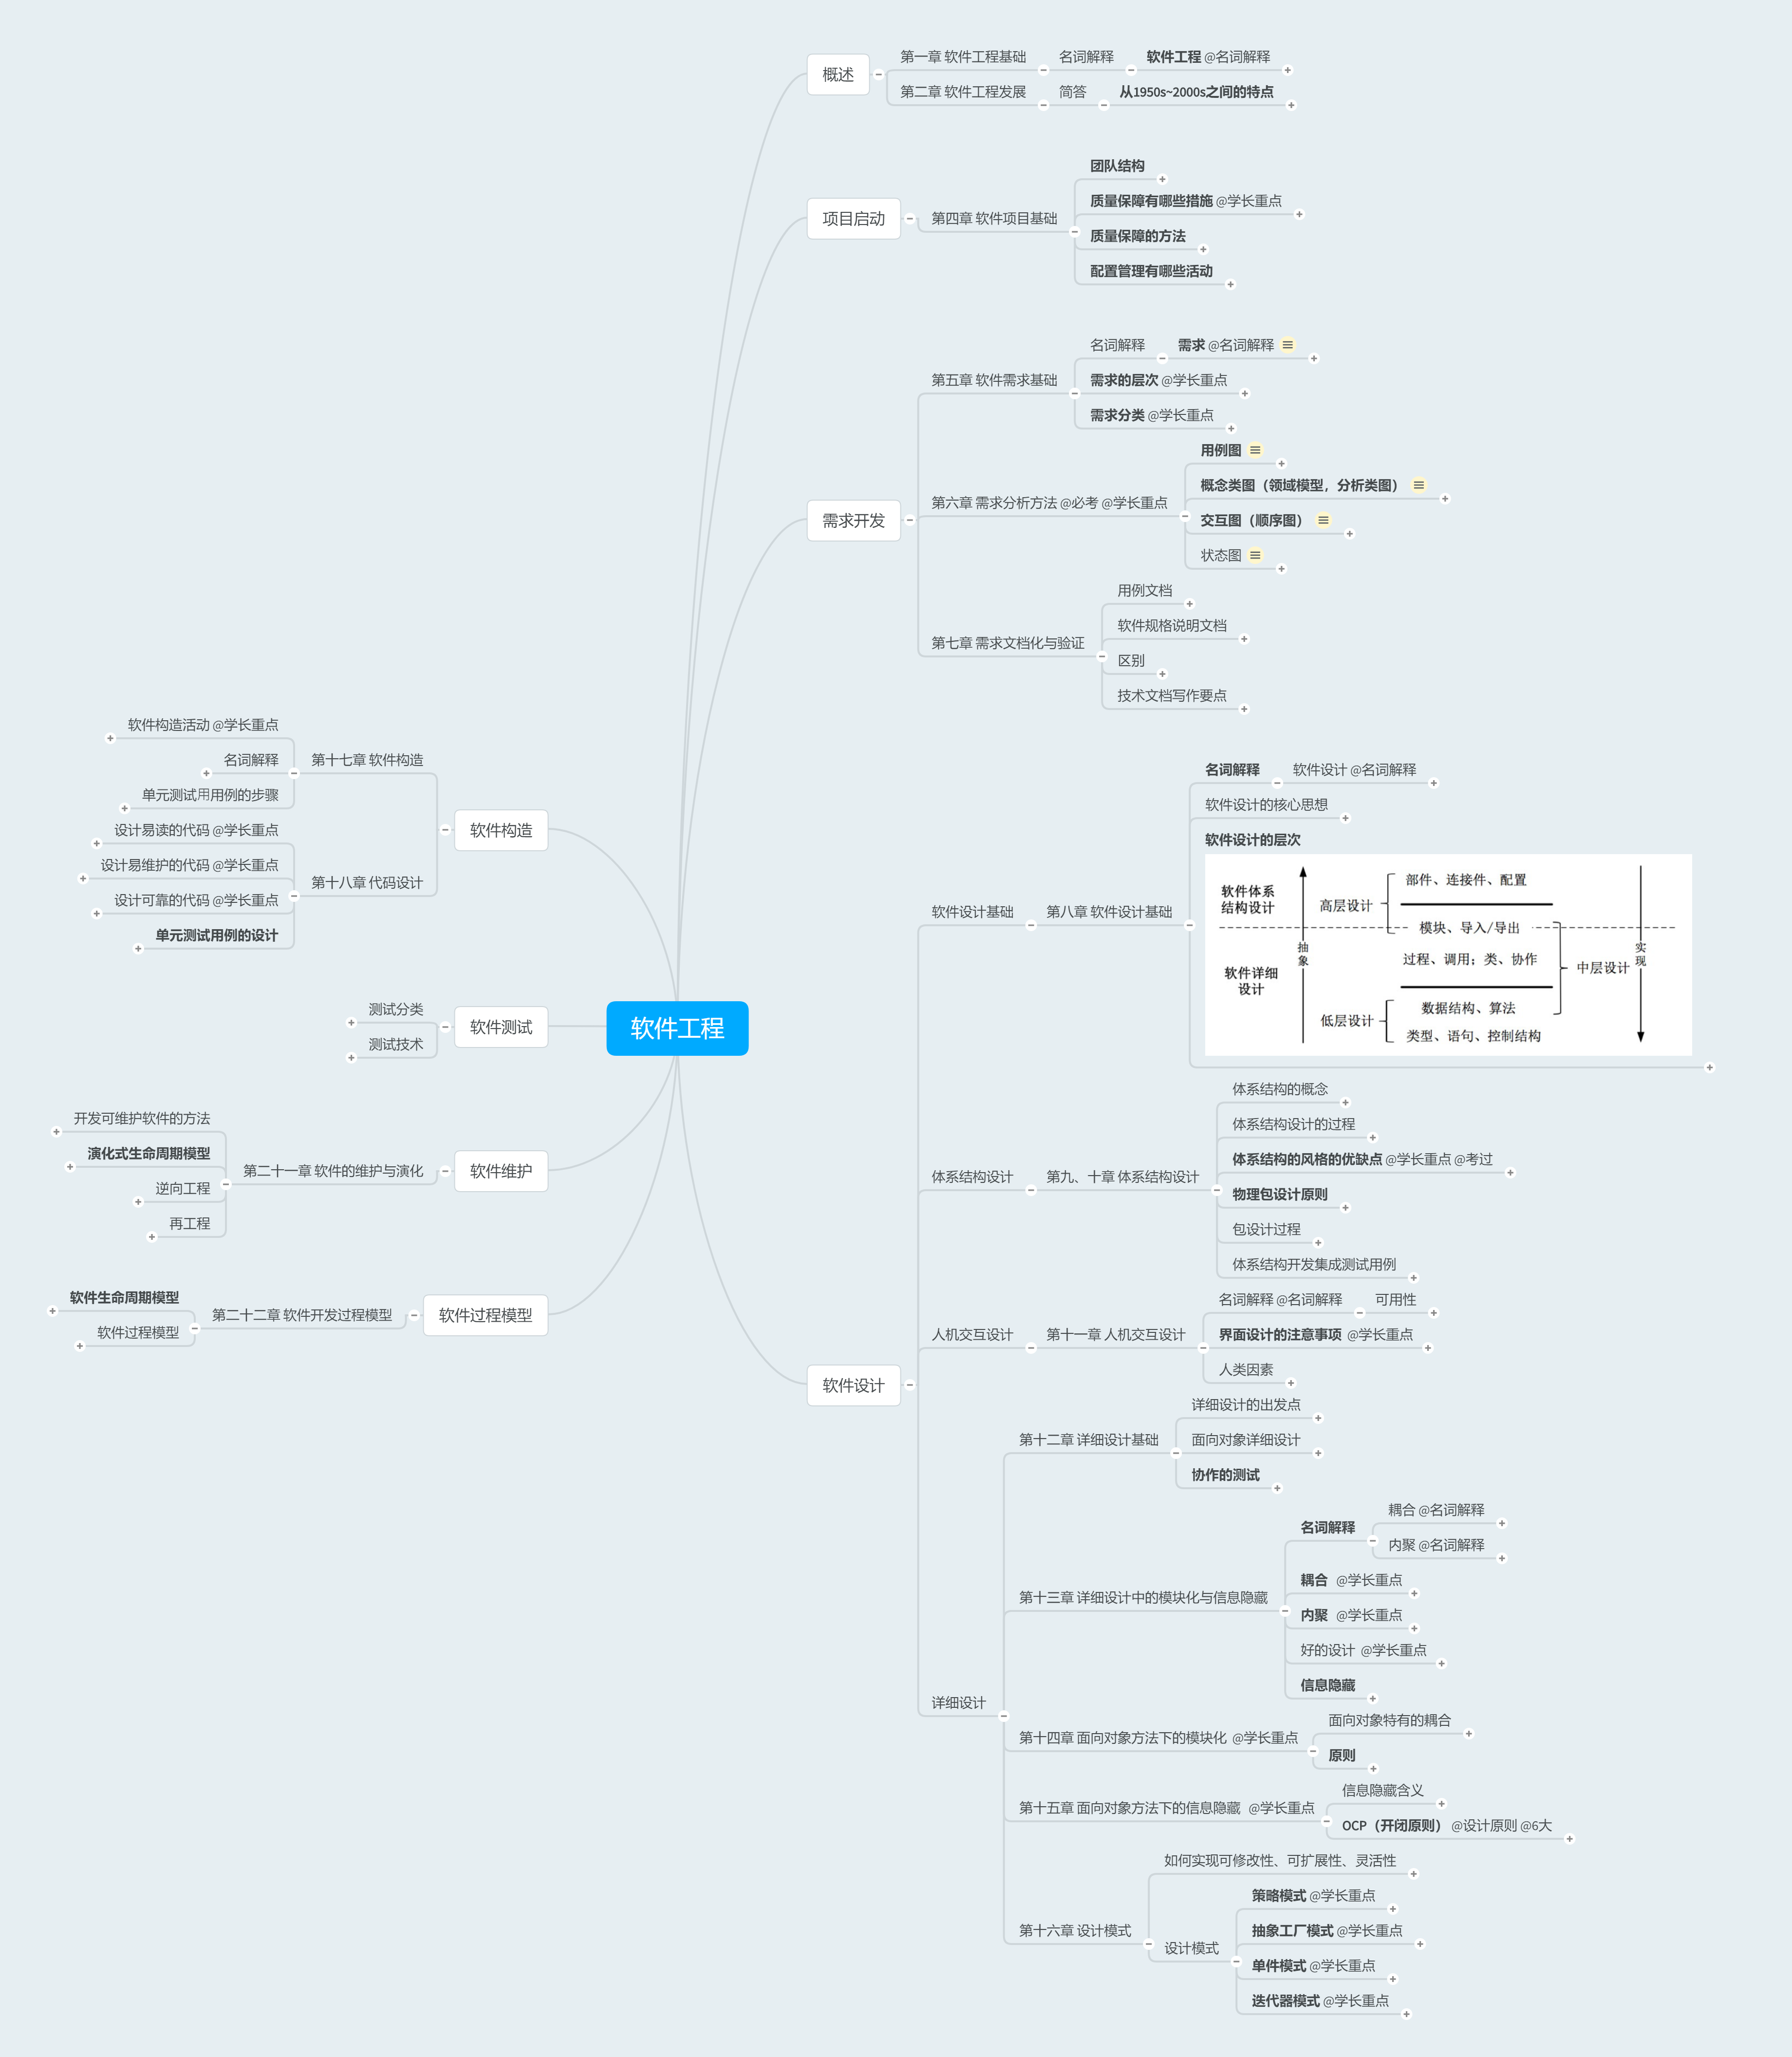 软件工程
概述
第一章 软件工程基础
名词解释
软件工程 @名词解释
第二章 软件工程发展
简答
从1950s~2000s之间的特点
项目启动
第四章 软件项目基础
团队结构
质量保障有哪些措施 @学长重点
质量保障的方法
配置管理有哪些活动
需求开发
第五章 软件需求基础
名词解释
需求 @名词解释
需求的层次 @学长重点
需求分类 @学长重点
第六章 需求分析方法 @必考 @学长重点
用例图
概念类图（领域模型，分析类图）
交互图（顺序图）
状态图
第七章 需求文档化与验证
用例文档
软件规格说明文档
区别
技术文档写作要点
软件设计
软件设计基础
第八章 软件设计基础
名词解释
软件设计 @名词解释
软件设计的核心思想
软件设计的层次
软件体系
结构设计
抽象
高层设计
部件、连接件、配置
模块、导入/导出
过程、调用；类、协作
中层设计
实现
软件详细
设计
低层设计
数据结构、算法
类型、语句、控制结构
体系结构设计
第九、十章 体系结构设计
体系结构的概念
体系结构设计的过程
体系结构的风格的优缺点 @学长重点 @考过
物理包设计原则
包设计过程
体系结构开发集成测试用例
人机交互设计
第十一章 人机交互设计
名词解释 @名词解释
可用性
界面设计的注意事项 @学长重点
人类因素
详细设计
第十二章 详细设计基础
详细设计的出发点
面向对象详细设计
协作的测试
第十三章 详细设计中的模块化与信息隐藏
名词解释
耦合 @名词解释
内聚 @名词解释
耦合 @学长重点
内聚 @学长重点
好的设计 @学长重点
信息隐藏
第十四章 面向对象方法下的模块化 @学长重点
面向对象特有的耦合
原则
第十五章 面向对象方法下的信息隐藏 @学长重点
信息隐藏含义
OCP（开闭原则） @设计原则 @6大
第十六章 设计模式
如何实现可修改性、可扩展性、灵活性
设计模式
策略模式 @学长重点
抽象工厂模式 @学长重点
单件模式 @学长重点
迭代器模式 @学长重点
软件构造
第十七章 软件构造
软件构造活动 @学长重点
名词解释
单元测试用用例的步骤
第十八章 代码设计
设计易读的代码 @学长重点
设计易维护的代码 @学长重点
设计可靠的代码 @学长重点
单元测试用例的设计
软件测试
测试分类
测试技术
软件维护
第二十一章 软件的维护与演化
开发可维护软件的方法
演化式生命周期模型
逆向工程
再工程
软件过程模型
第二十二章 软件开发过程模型
软件生命周期模型
软件过程模型